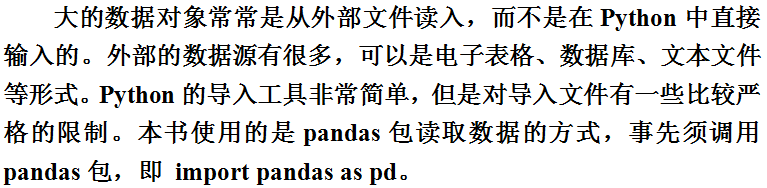 大的数据对象常常是从外部文件读入，而不是在 Python 中直接
输入的。外部的数据源有很多，可以是电子表格、数据库、文本文件
等形式。Python 的导入工具非常简单，但是对导入文件有一些比较严
格的限制。本书使用的是 pandas 包读取数据的方式，事先须调用
pandas 包，即 import pandas as pd。